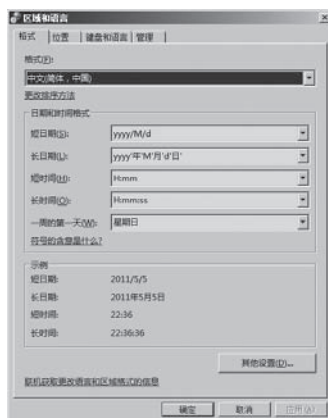 区域和语言
格式 位置 键盘和语言 管理
格式(F):
中文(简体，中国)
更改排序方法
日期和时间格式
短日期(S): yyyy/M/d
长日期(L): yyyy'年'M'月'd'日'
短时间(H): H:mm
长时间(O): H:mm:ss
一周的第一天(W): 星期日
符号的含意是什么?
示例
短日期: 2011/5/5
长日期: 2011年5月5日
短时间: 22:36
长时间: 22:36:36
其他设置(D)...
联机获取更改语言和区域格式的信息
确定 取消 应用(A)